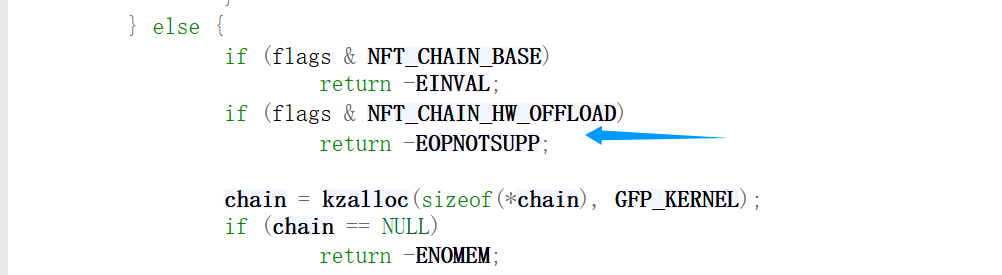 } else {
if (flags & NFT_CHAIN_BASE)
return -EINVAL;
if (flags & NFT_CHAIN_HW_OFFLOAD)
return -EOPNOTSUPP;
chain = kzalloc(sizeof(*chain), GFP_KERNEL);
if (chain == NULL)
return -ENOMEM;